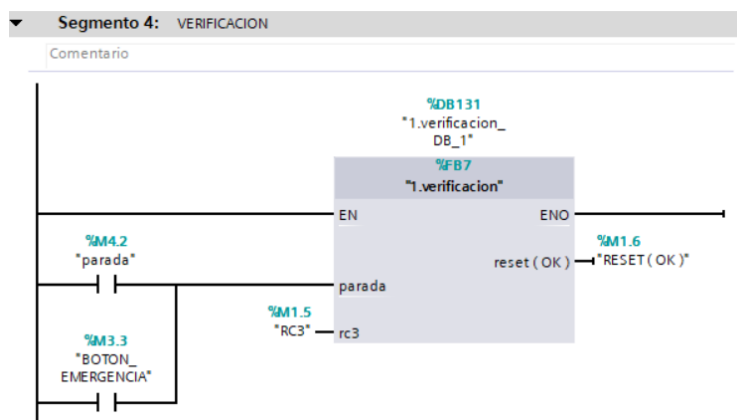 Segmento 4: VERIFICACION
Comentario
%DB131
"1.verificacion_
DB_1"
%FB7
"1.verificacion"
EN
ENO
%M4.2
"parada"
%M1.6
reset ( OK )
"RESET ( OK )"
parada
%M1.5
"RC3"
rc3
%M3.3
"BOTON_
EMERGENCIA"